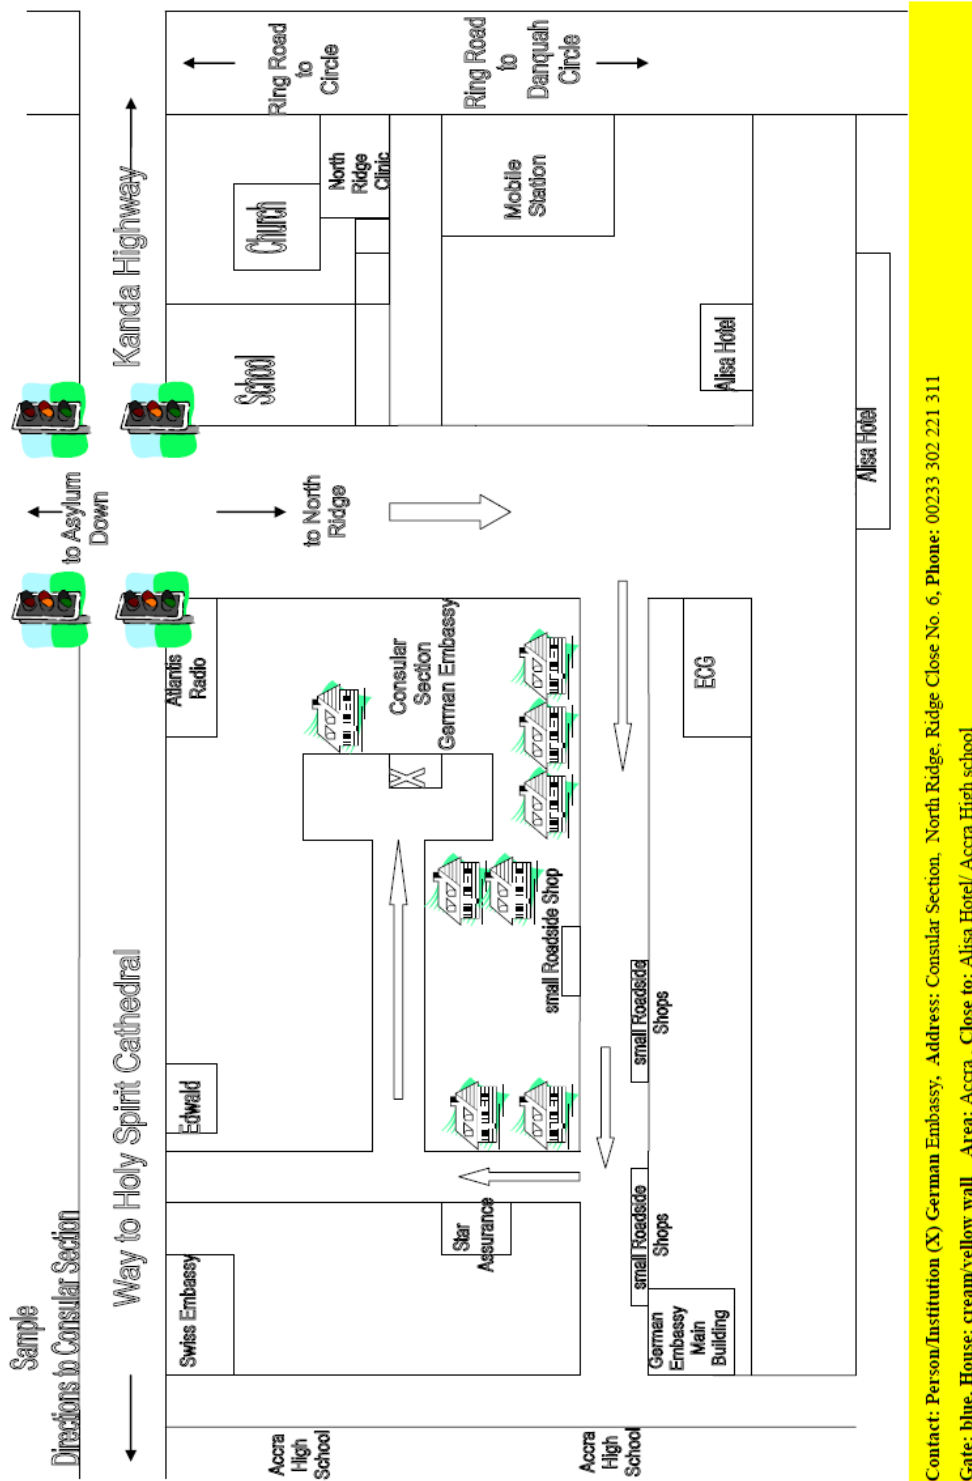 Sample
Directions to Consular Section
Way to Holy Spirit Cathedral
Kanda Highway
to Asylum
Down
to North
Ridge
Ring Road
to
Circle
Ring Road
to
Danquah
Circle
Swiss Embassy
Edwald
Atlantis
Radio
School
Church
North
Ridge
Clinic
Mobile
Station
Consular
Section
German Embassy
X
Star
Assurance
small Roadside Shop
small Roadside
Shops
small Roadside
Shops
ECG
Alisa Hotel
Alisa Hotel
German
Embassy
Main
Building
Accra
High
School
Accra
High
School
Contact: Person/Institution (X) German Embassy, Address: Consular Section, North Ridge, Ridge Close No. 6, Phone: 00233 302 221 311
Gate: blue, House: cream/yellow wall Area: Accra , Close to: Alisa Hotel/ Accra High school